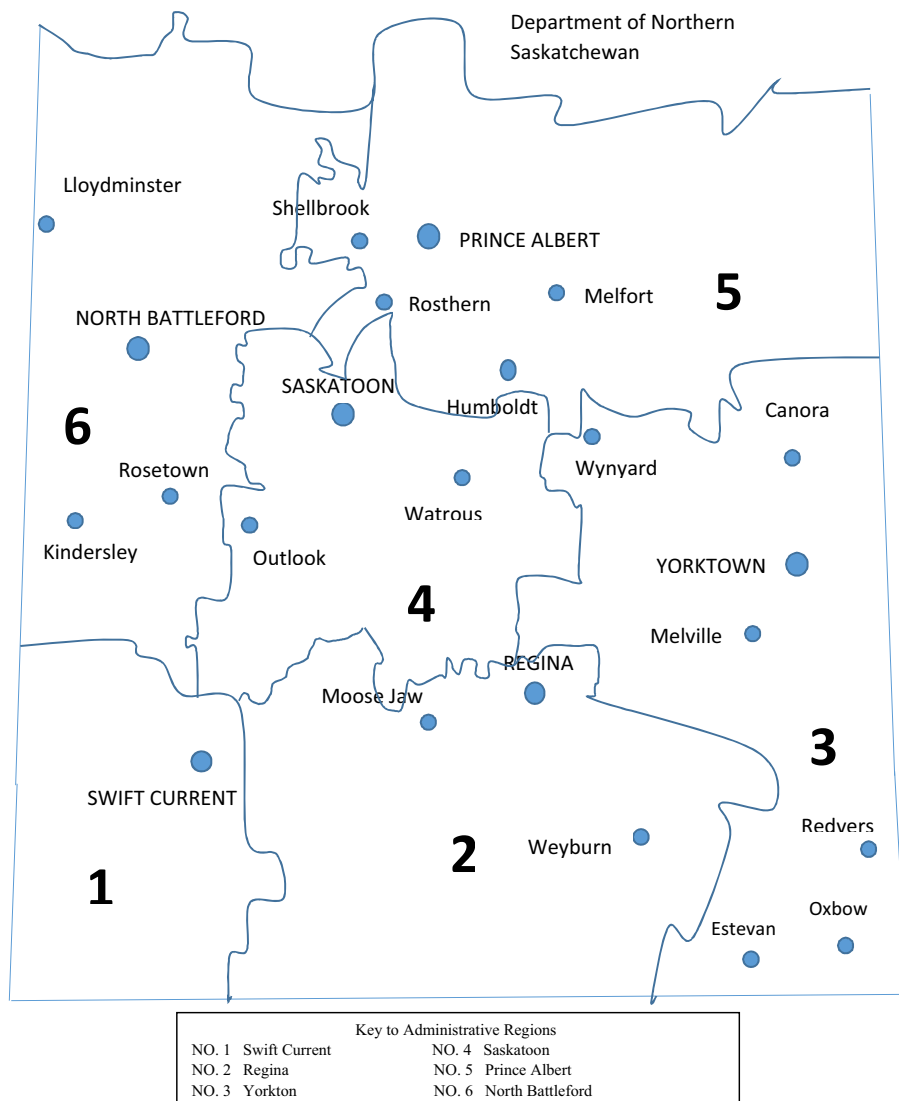 Department of Northern
Saskatchewan
Lloydminster
Shellbrook
PRINCE ALBERT
5
Melfort
Rosthern
NORTH BATTLEFORD
SASKATOON
Humboldt
Canora
6
Rosetown
Wynyard
Watrous
Kindersley
Outlook
YORKTOWN
4
Melville
REGINA
Moose Jaw
3
SWIFT CURRENT
Redvers
Weyburn
2
1
Oxbow
Estevan
Key to Administrative Regions
NO. 1 Swift Current NO. 4 Saskatoon
NO. 2 Regina NO. 5 Prince Albert
NO. 3 Yorkton NO. 6 North Battleford